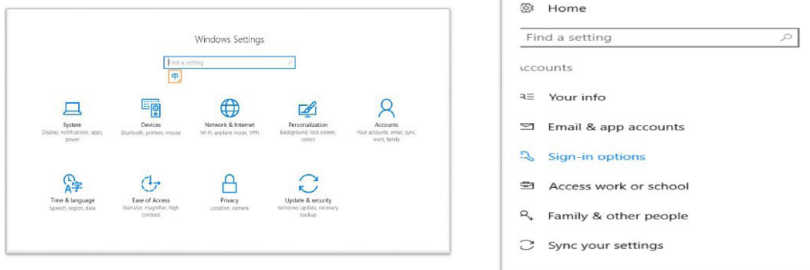 Windows Settings
Find a setting
中
System
Display, notifications, apps,
power
Devices
Bluetooth, printers, mouse
Network & Internet
Wi-Fi, airplane mode, VPN
Personalization
Background, lock screen,
colors
Accounts
Your accounts, email, sync,
work, family
Time & language
Speech, region, date
Ease of Access
Narrator, magnifier, high
contrast
Privacy
Location, camera
Update & security
Windows Update, recovery,
backup
Home
Find a setting
Accounts
Your info
Email & app accounts
Sign-in options
Access work or school
Family & other people
Sync your settings